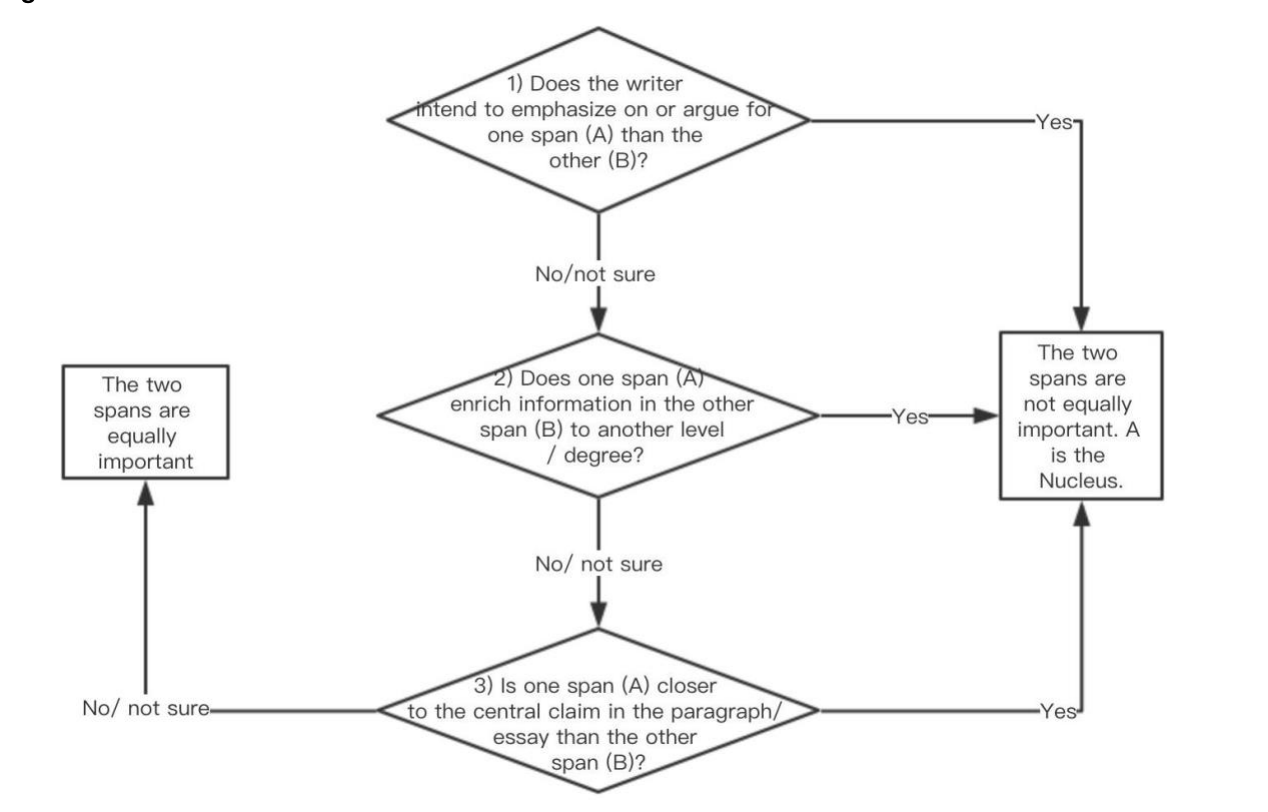 1) Does the writer
intend to emphasize on or argue for
one span (A) than the
other (B)?
Yes
No/not sure
2) Does one span (A)
enrich information in the other
span (B) to another level
/ degree?
Yes
The two
spans are
not equally
important. A
is the
Nucleus.
The two
spans are
equally
important
No/ not sure
3) Is one span (A) closer
to the central claim in the paragraph/
essay than the other
span (B)?
No/ not sure
Yes